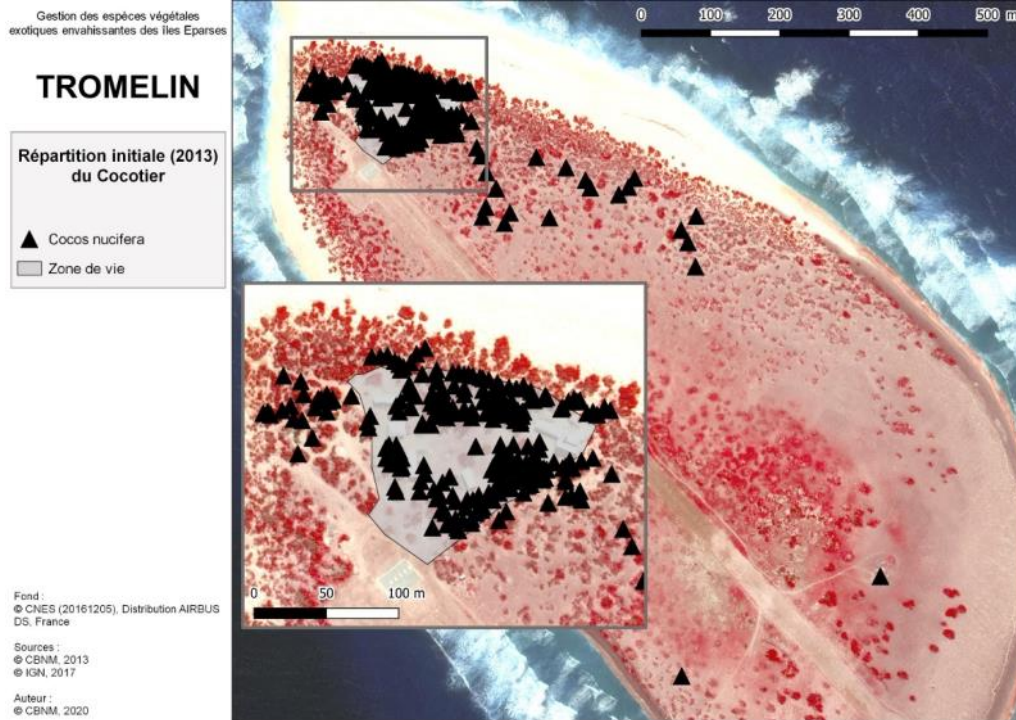 Gestion des espèces végétales
exotiques envahissantes des îles Eparses
TROMELIN
Répartition initiale (2013)
du Cocotier
Cocos nucifera
Zone de vie
Fond :
© CNES (20161205), Distribution AIRBUS
DS, France
Sources :
© CBNM, 2013
© IGN, 2017
Auteur :
© CBNM, 2020
0 100 200 300 400 500 m
0 50 100 m